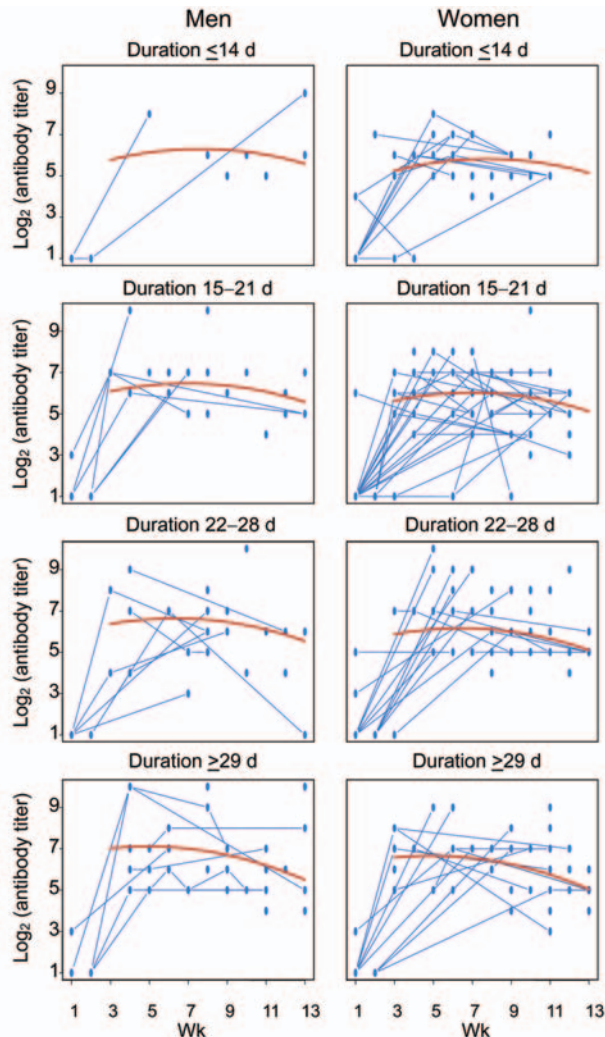 Men Women
Duration ≤14 d Duration ≤14 d
9
7
5
3
1
Log₂ (antibody titer)
Duration 15–21 d Duration 15–21 d
9
7
5
3
1
Log₂ (antibody titer)
Duration 22–28 d Duration 22–28 d
9
7
5
3
1
Log₂ (antibody titer)
Duration ≥29 d Duration ≥29 d
9
7
5
3
1
Log₂ (antibody titer)
1 3 5 7 9 11 13 1 3 5 7 9 11 13
Wk Wk